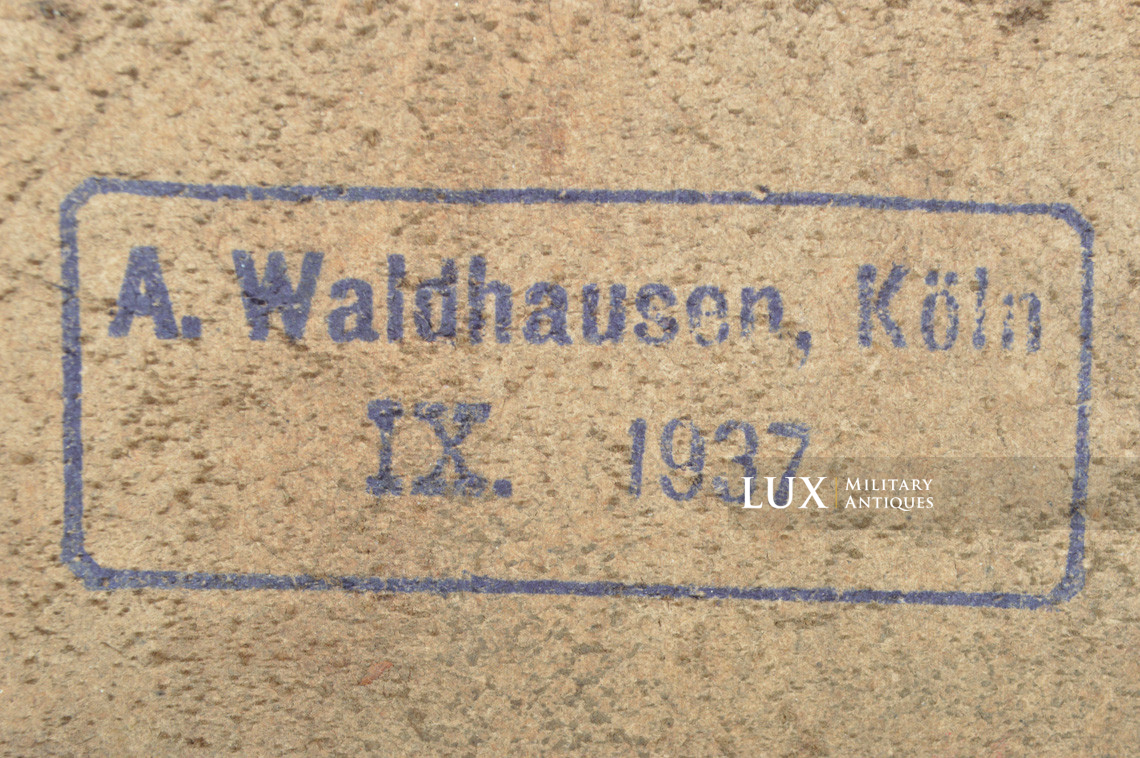 A. Waldhausen, Köln
IX. 1937
LUX MILITARY
ANTIQUES